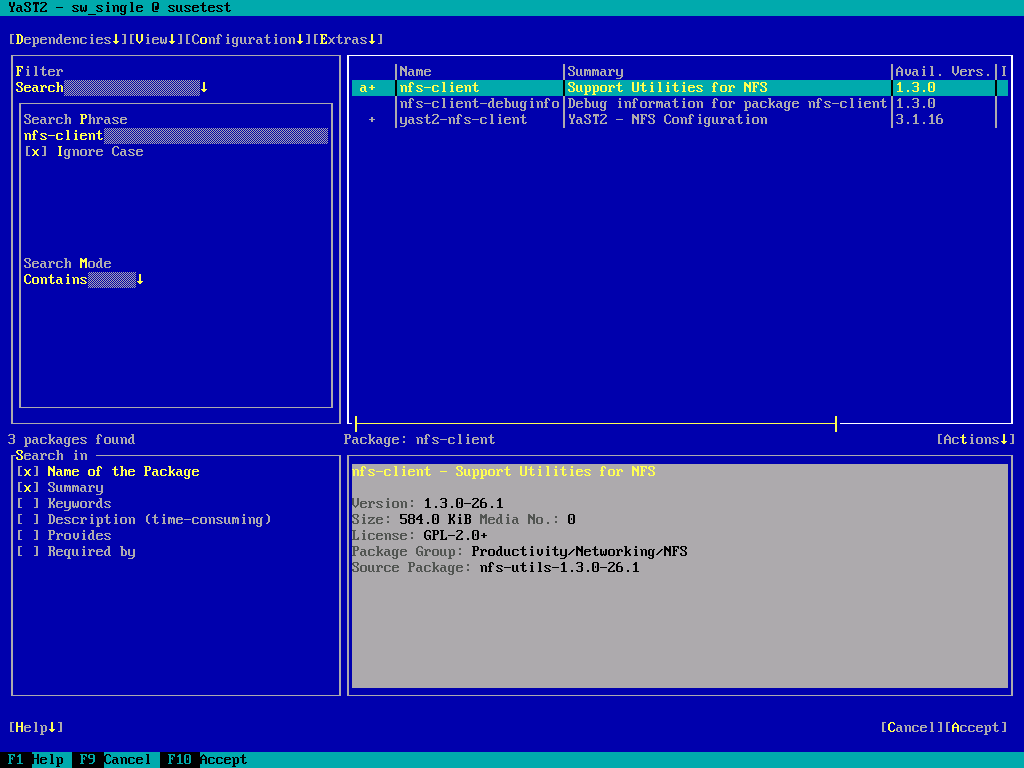 YaST2 - sw_single @ susetest
[Dependencies↓][View↓][Configuration↓][Extras↓]
Filter
Search ↓
Search Phrase
nfs-client
[x] Ignore Case
Search Mode
Contains ↓
|Name |Summary |Avail. Vers.|I
a+ |nfs-client |Support Utilities for NFS |1.3.0 |
|nfs-client-debuginfo|Debug information for package nfs-client|1.3.0 |
+ |yast2-nfs-client |YaST2 - NFS Configuration |3.1.16 |
3 packages found
Package: nfs-client [Actions↓]
Search in
[x] Name of the Package
[x] Summary
[ ] Keywords
[ ] Description (time-consuming)
[ ] Provides
[ ] Required by
nfs-client - Support Utilities for NFS
Version: 1.3.0-26.1
Size: 584.0 KiB Media No.: 0
License: GPL-2.0+
Package Group: Productivity/Networking/NFS
Source Package: nfs-utils-1.3.0-26.1
[Help↓] [Cancel][Accept]
F1 Help F9 Cancel F10 Accept